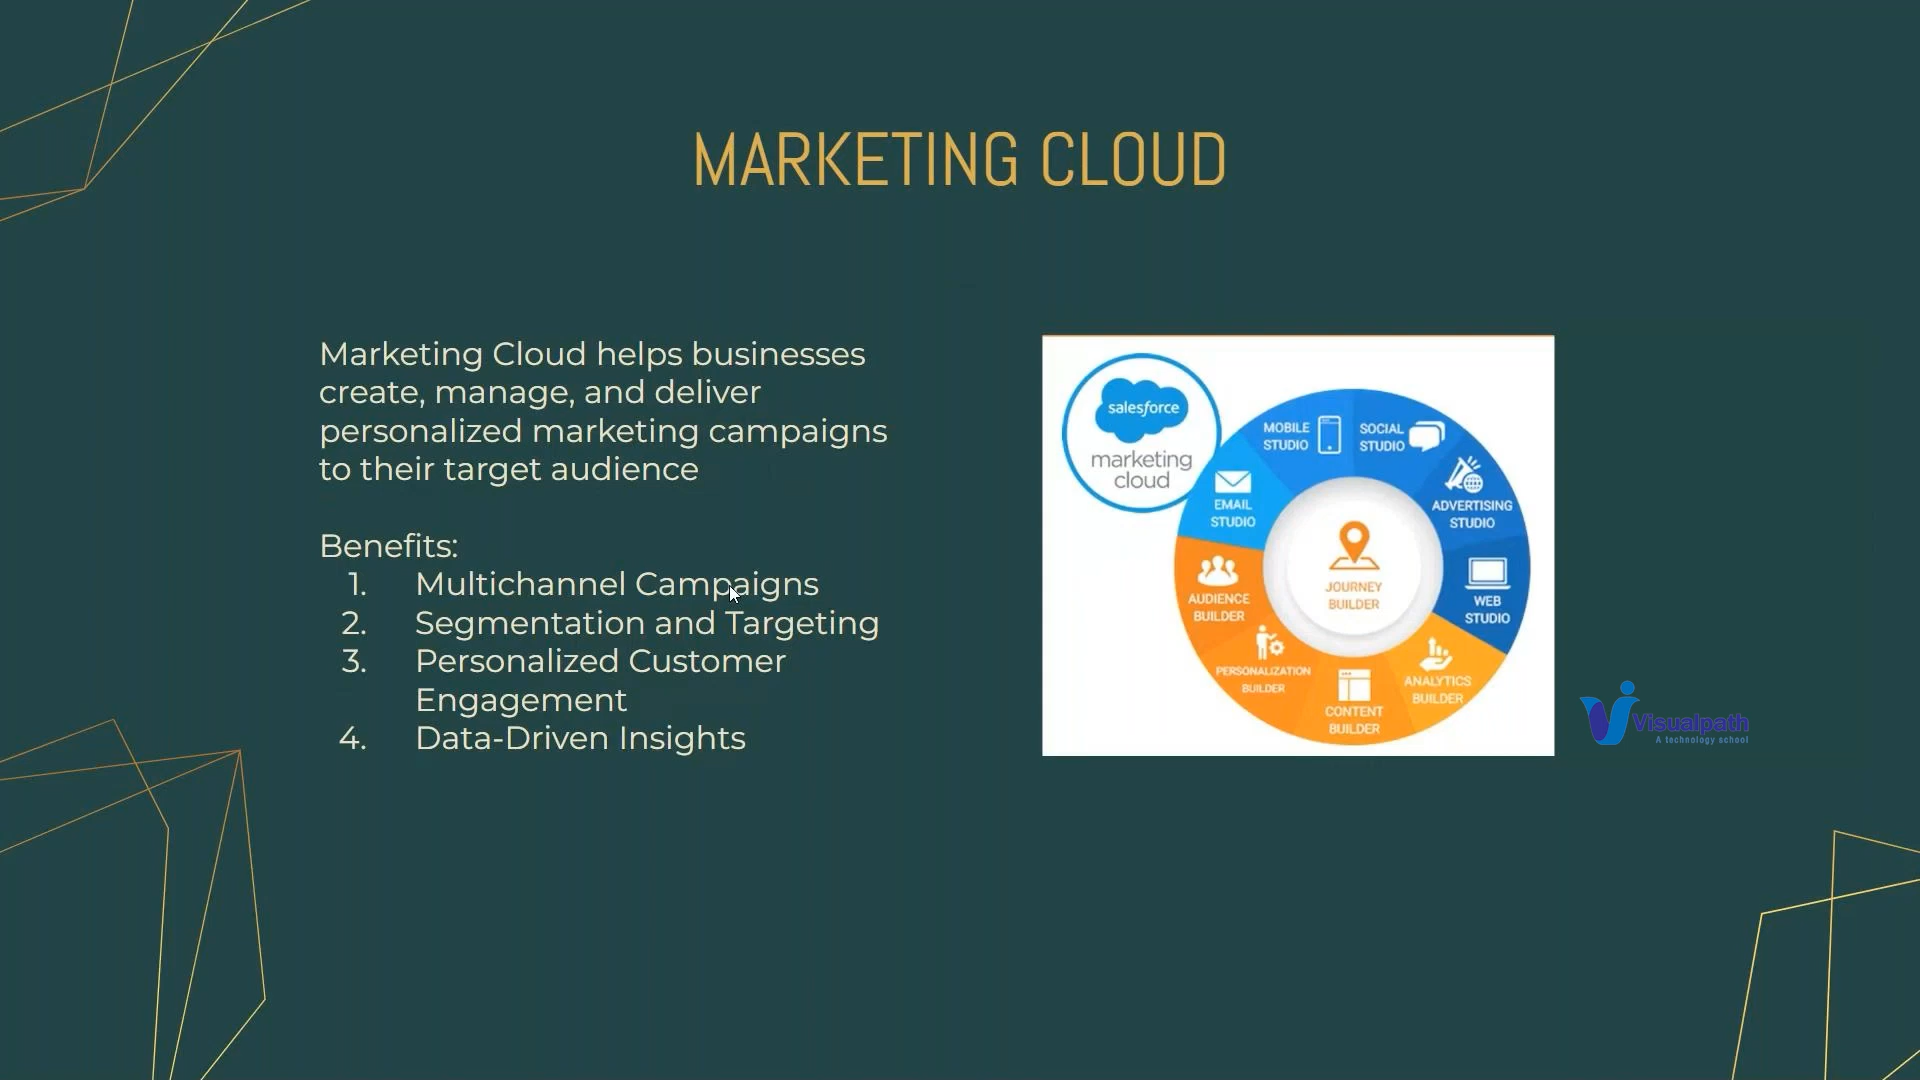 MARKETING CLOUD
Marketing Cloud helps businesses
create, manage, and deliver
personalized marketing campaigns
to their target audience
Benefits:
1. Multichannel Campaigns
2. Segmentation and Targeting
3. Personalized Customer
Engagement
4. Data-Driven Insights
salesforce
marketing
cloud
MOBILE
STUDIO
SOCIAL
STUDIO
EMAIL
STUDIO
ADVERTISING
STUDIO
JOURNEY
BUILDER
AUDIENCE
BUILDER
WEB
STUDIO
PERSONALIZATION
BUILDER
CONTENT
BUILDER
ANALYTICS
BUILDER
Visualpath
A technology school